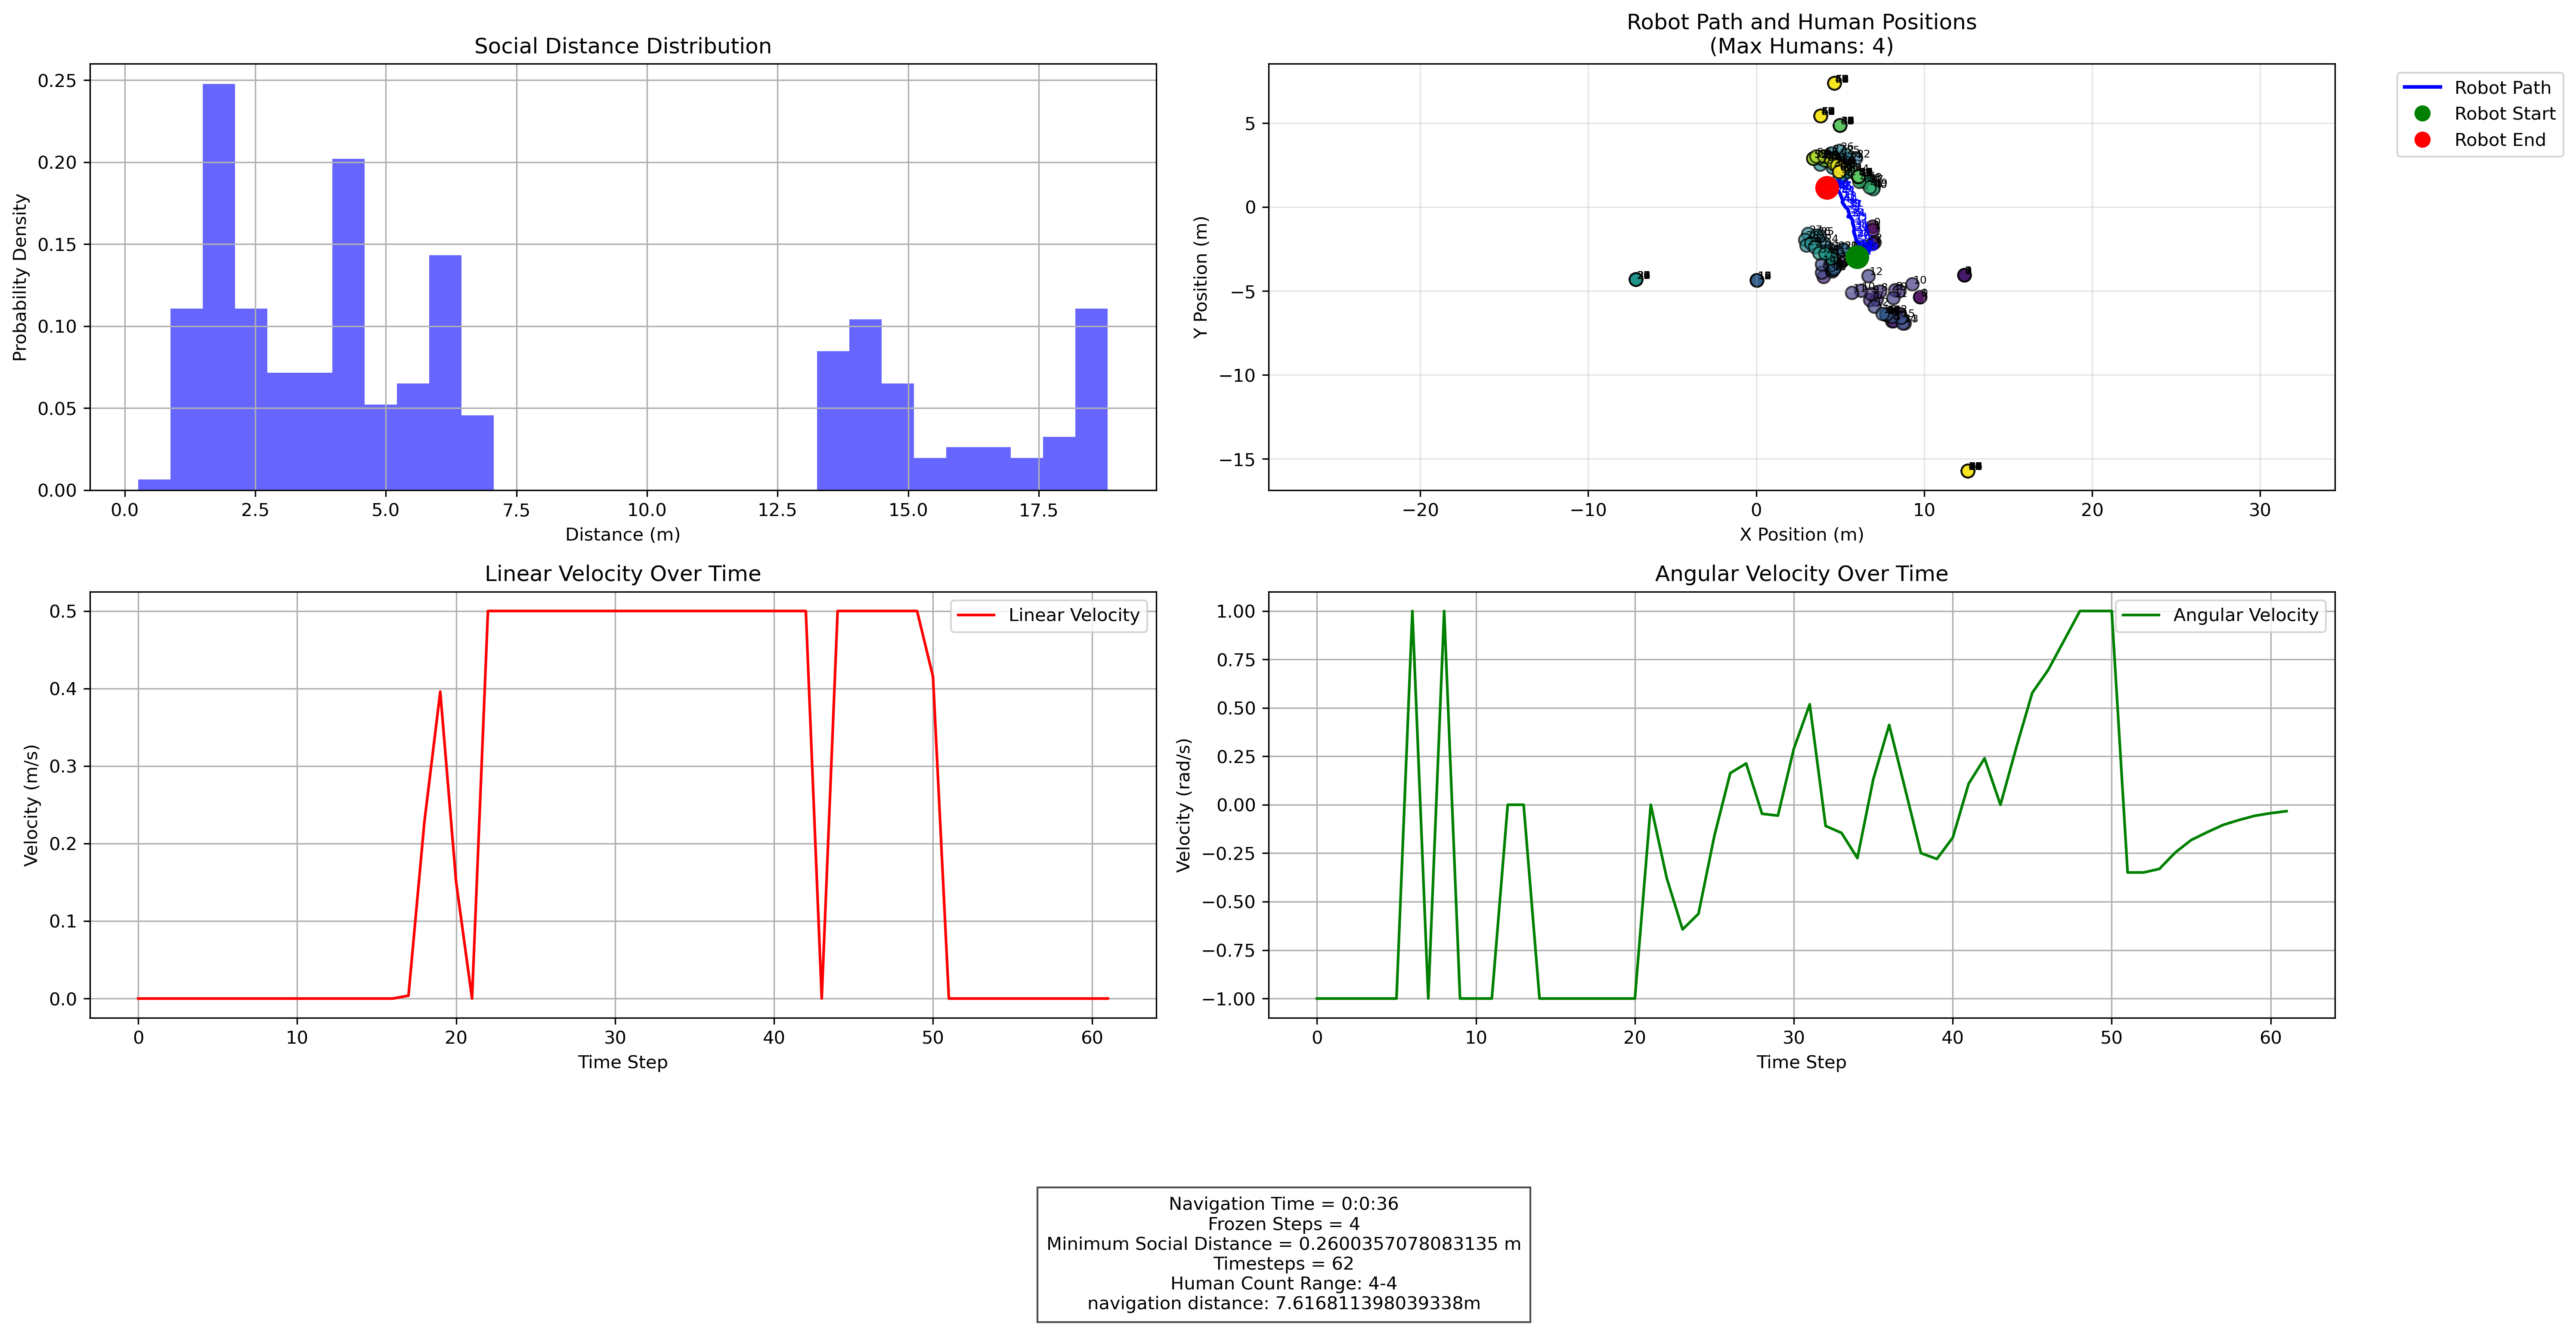 Social Distance Distribution
Probability Density
0.25
0.20
0.15
0.10
0.05
0.00
0.0 2.5 5.0 7.5 10.0 12.5 15.0 17.5
Distance (m)
Robot Path and Human Positions
(Max Humans: 4)
Y Position (m)
5
0
−5
−10
−15
−20 −10 0 10 20 30
X Position (m)
Robot Path
Robot Start
Robot End
Linear Velocity Over Time
Velocity (m/s)
0.5
0.4
0.3
0.2
0.1
0.0
0 10 20 30 40 50 60
Time Step
Linear Velocity
Angular Velocity Over Time
Velocity (rad/s)
1.00
0.75
0.50
0.25
0.00
−0.25
−0.50
−0.75
−1.00
0 10 20 30 40 50 60
Time Step
Angular Velocity
Navigation Time = 0:0:36
Frozen Steps = 4
Minimum Social Distance = 0.2600357078083135 m
Timesteps = 62
Human Count Range: 4-4
navigation distance: 7.616811398039338m